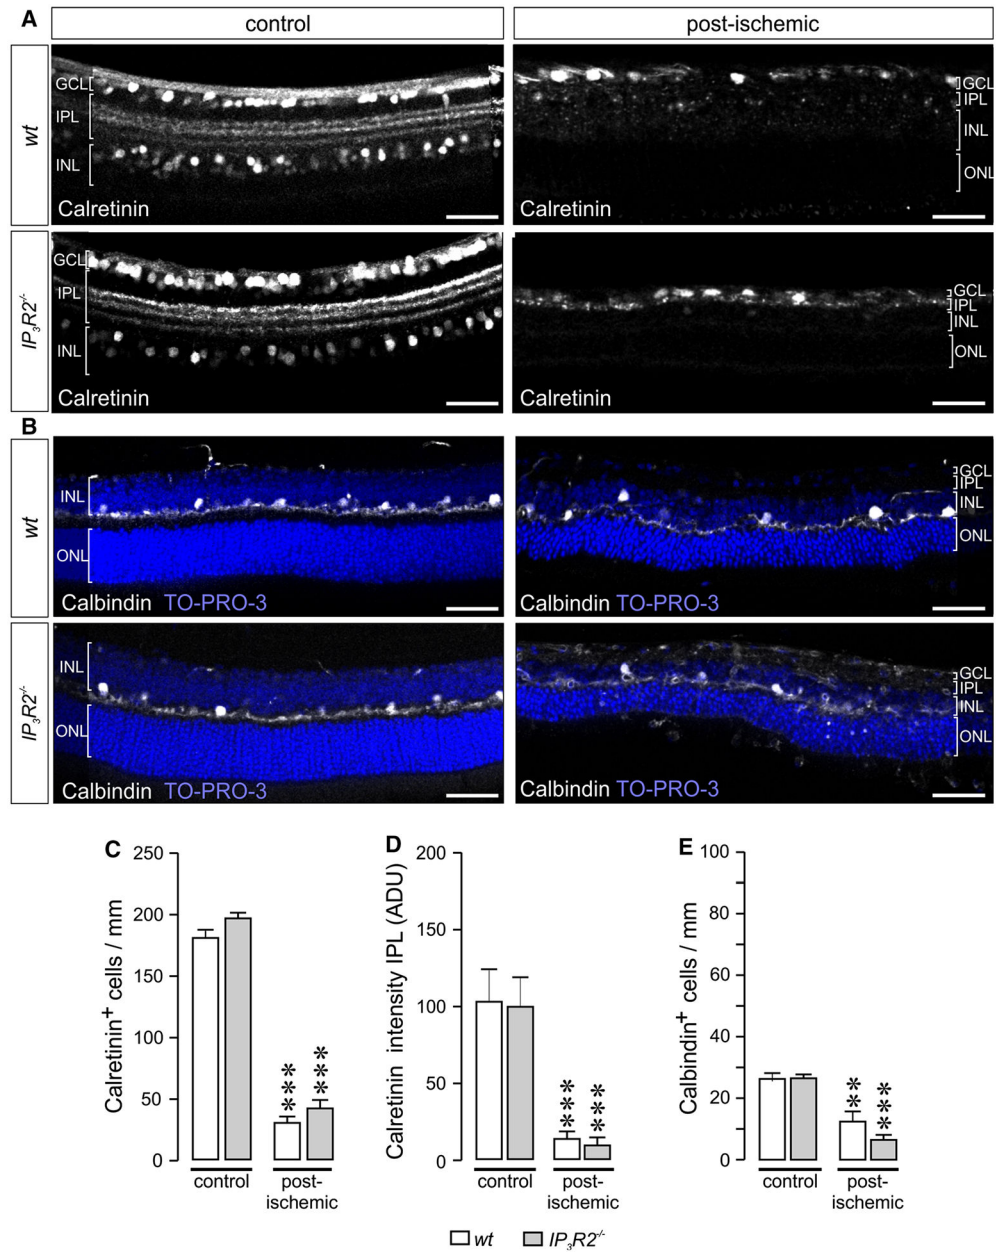 A
control
post-ischemic
wt
GCL
IPL
INL
Calretinin
GCL
IPL
INL
ONL
Calretinin
IP3R2-/-
GCL
IPL
INL
Calretinin
GCL
IPL
INL
ONL
Calretinin
B
wt
INL
ONL
Calbindin TO-PRO-3
GCL
IPL
INL
ONL
Calbindin TO-PRO-3
IP3R2-/-
INL
ONL
Calbindin TO-PRO-3
GCL
IPL
INL
ONL
Calbindin TO-PRO-3
C
Calretinin+ cells / mm
250
200
150
100
50
0
***
***
control
post-
ischemic
D
Calretinin intensity IPL (ADU)
200
150
100
50
0
***
***
control
post-
ischemic
E
Calbindin+ cells / mm
100
80
60
40
20
0
**
***
control
post-
ischemic
wt
IP3R2-/-